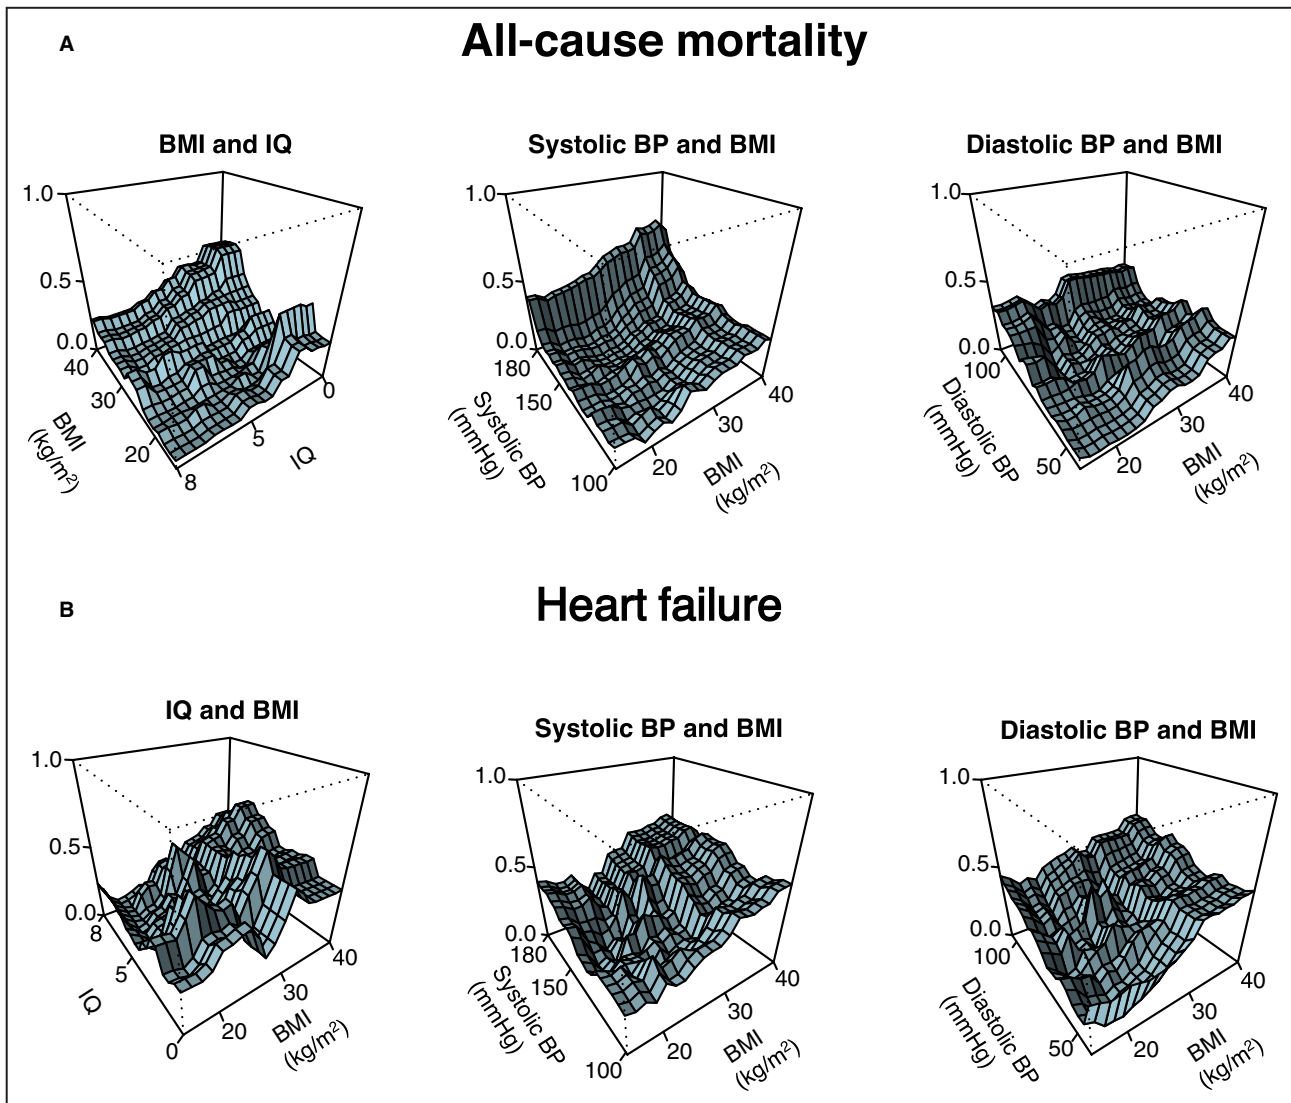 A
All-cause mortality
BMI and IQ
1.0
0.5
0.0
40
30
20
BMI
(kg/m²)
8
5
0
IQ
Systolic BP and BMI
1.0
0.5
0.0
180
150
100
Systolic BP
(mmHg)
20
30
40
BMI
(kg/m²)
Diastolic BP and BMI
1.0
0.5
0.0
100
50
Diastolic BP
(mmHg)
20
30
40
BMI
(kg/m²)
B
Heart failure
IQ and BMI
1.0
0.5
0.0
8
5
0
IQ
20
30
40
BMI
(kg/m²)
Systolic BP and BMI
1.0
0.5
0.0
180
150
100
Systolic BP
(mmHg)
20
30
40
BMI
(kg/m²)
Diastolic BP and BMI
1.0
0.5
0.0
100
50
Diastolic BP
(mmHg)
20
30
40
BMI
(kg/m²)